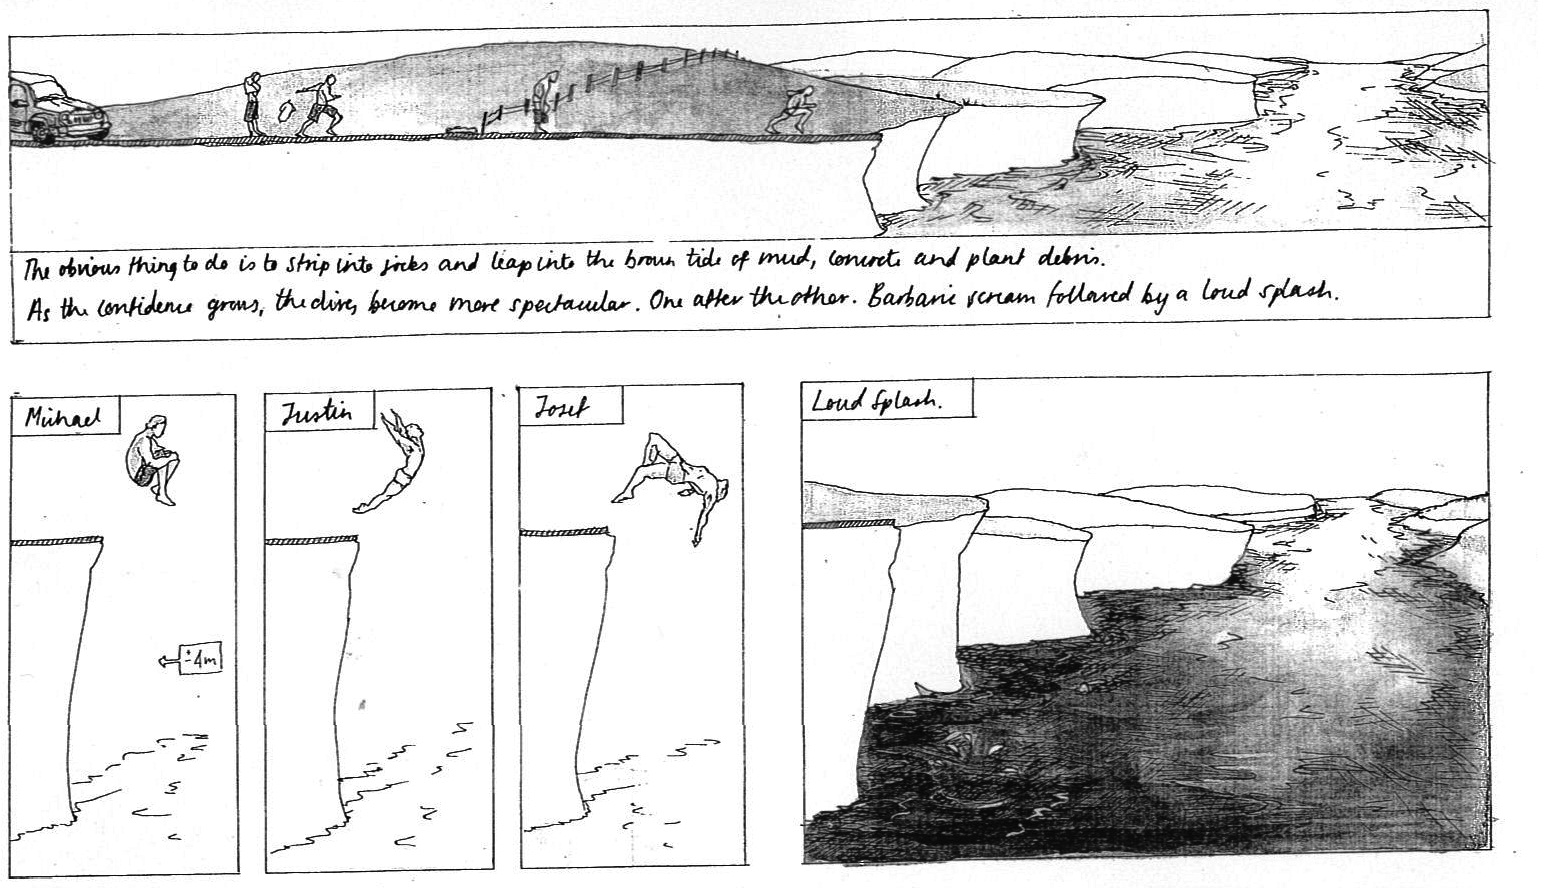 The obvious thing to do is to strip into jocks and leap into the brown tide of mud, concrete and plant debris.
As the confidence grows, the dives become more spectacular. One after the other. Barbaric scream followed by a loud splash.
Michael
Justin
Josef
Loud Splash.
±4m